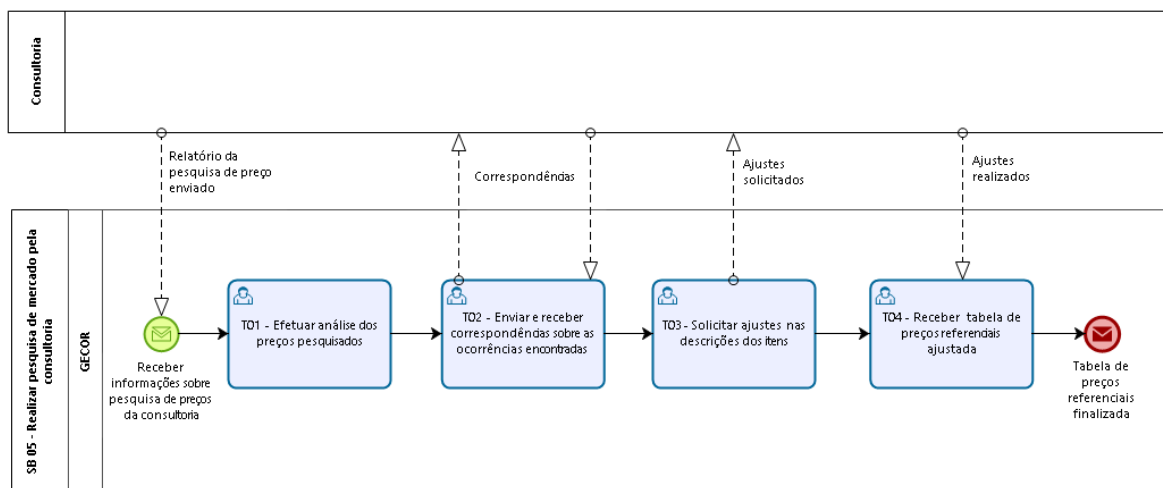 Consultoria
Relatório da
pesquisa de preço
enviado
Correspondências
Ajustes
solicitados
Ajustes
realizados
SB 05 - Realizar pesquisa de mercado pela
consultoria
GECOR
Receber
informações sobre
pesquisa de preços
da consultoria
T01 - Efetuar análise dos
preços pesquisados
T02 - Enviar e receber
correspondências sobre as
ocorrências encontradas
T03 - Solicitar ajustes nas
descrições dos itens
T04 - Receber tabela de
preços referenciais
ajustada
Tabela de
preços
referenciais
finalizada